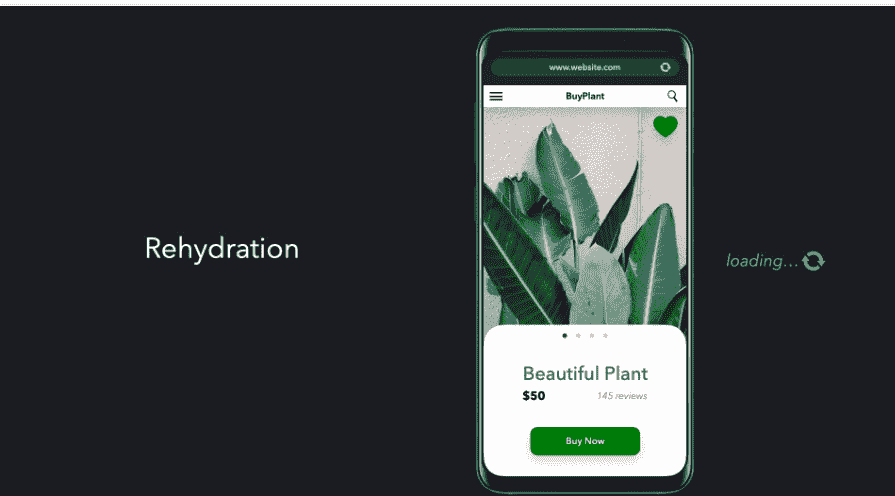 Rehydration
www.website.com
BuyPlant
loading...
Beautiful Plant
$50
145 reviews
Buy Now